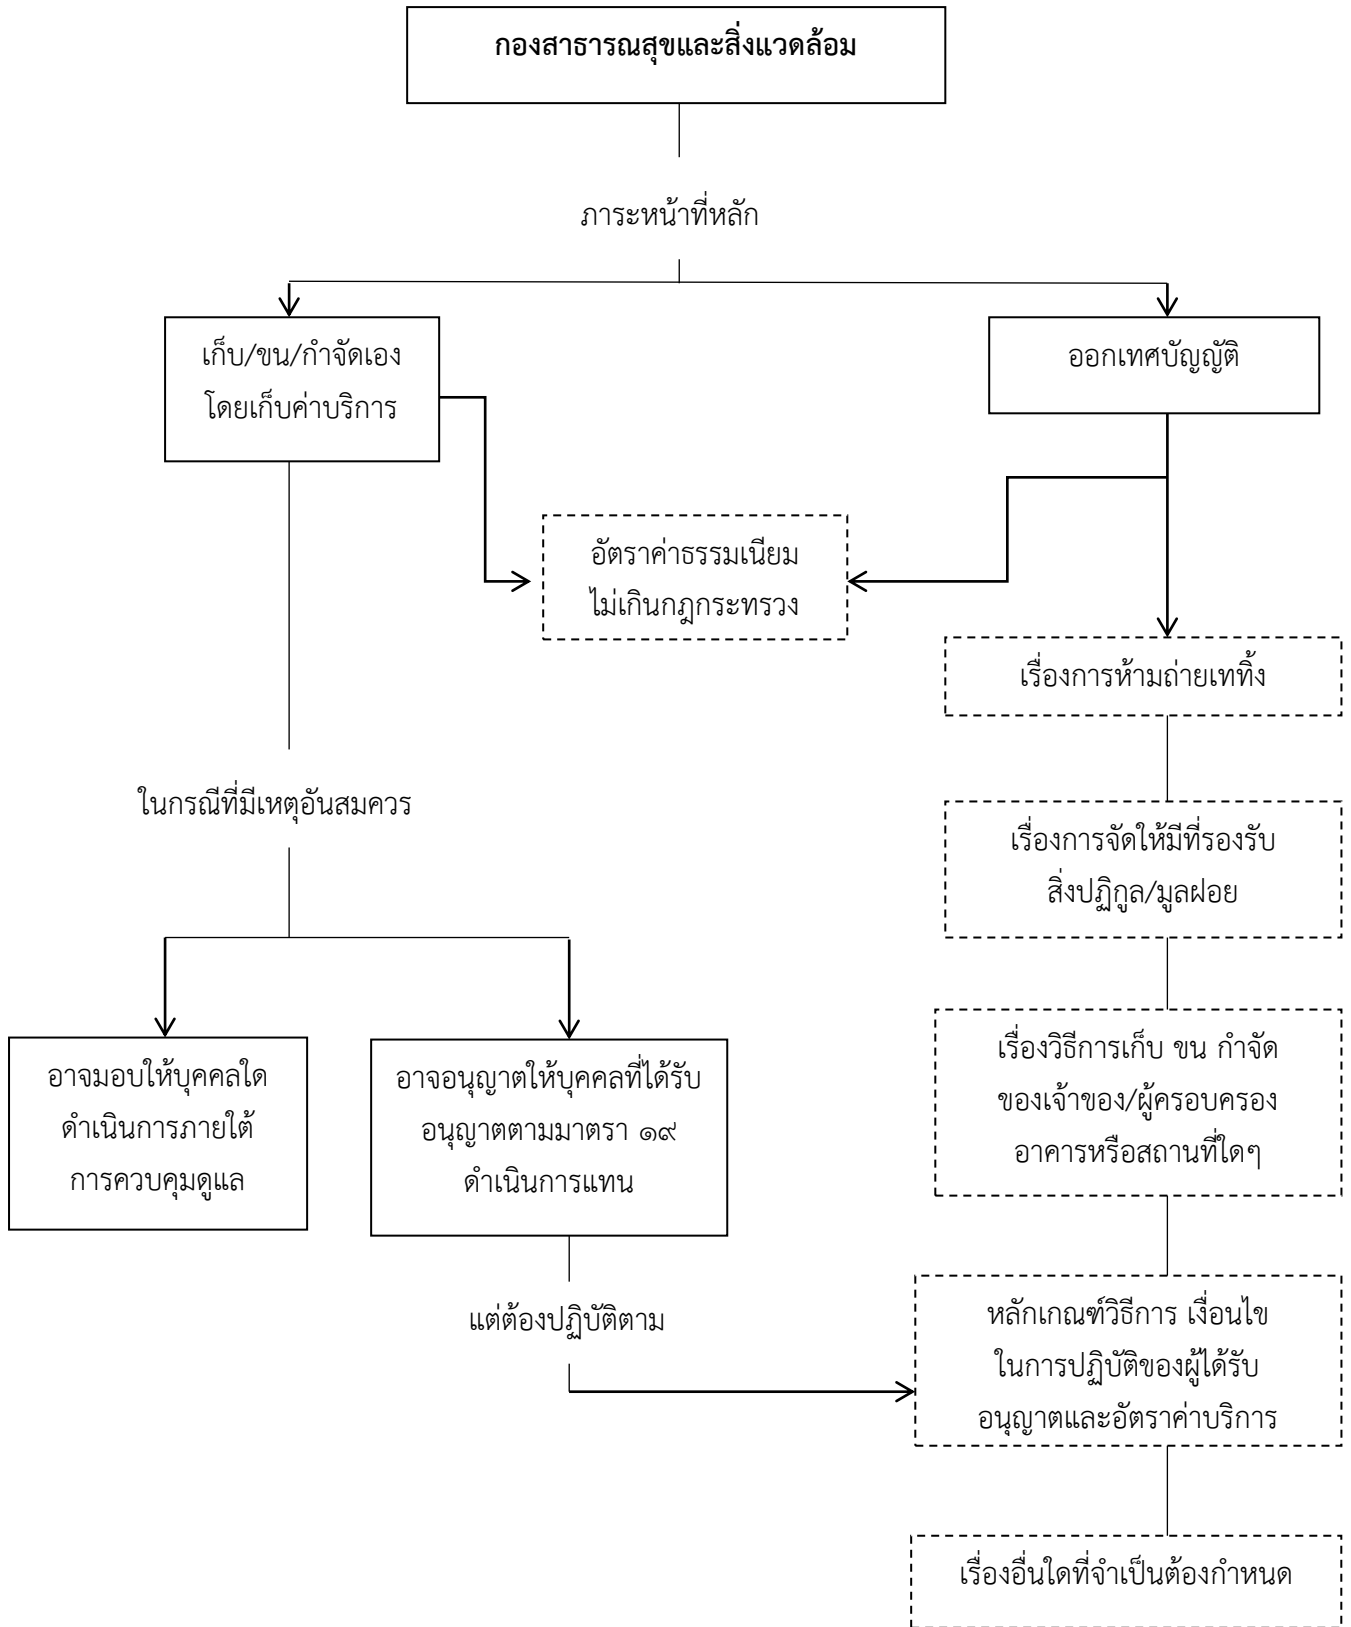 กองสาธารณสุขและสิ่งแวดล้อม
ภาระหน้าที่หลัก
เก็บ/ขน/กำจัดเอง
โดยเก็บค่าบริการ
ออกเทศบัญญัติ
อัตราค่าธรรมเนียม
ไม่เกินกฎกระทรวง
เรื่องการห้ามถ่ายเททิ้ง
ในกรณีที่มีเหตุอันสมควร
เรื่องการจัดให้มีที่รองรับ
สิ่งปฏิกูล/มูลฝอย
อาจมอบให้บุคคลใด
ดำเนินการภายใต้
การควบคุมดูแล
อาจอนุญาตให้บุคคลที่ได้รับ
อนุญาตตามมาตรา ๑๙
ดำเนินการแทน
เรื่องวิธีการเก็บ ขน กำจัด
ของเจ้าของ/ผู้ครอบครอง
อาคารหรือสถานที่ใดๆ
แต่ต้องปฏิบัติตาม
หลักเกณฑ์วิธีการ เงื่อนไข
ในการปฏิบัติของผู้ได้รับ
อนุญาตและอัตราค่าบริการ
เรื่องอื่นใดที่จำเป็นต้องกำหนด